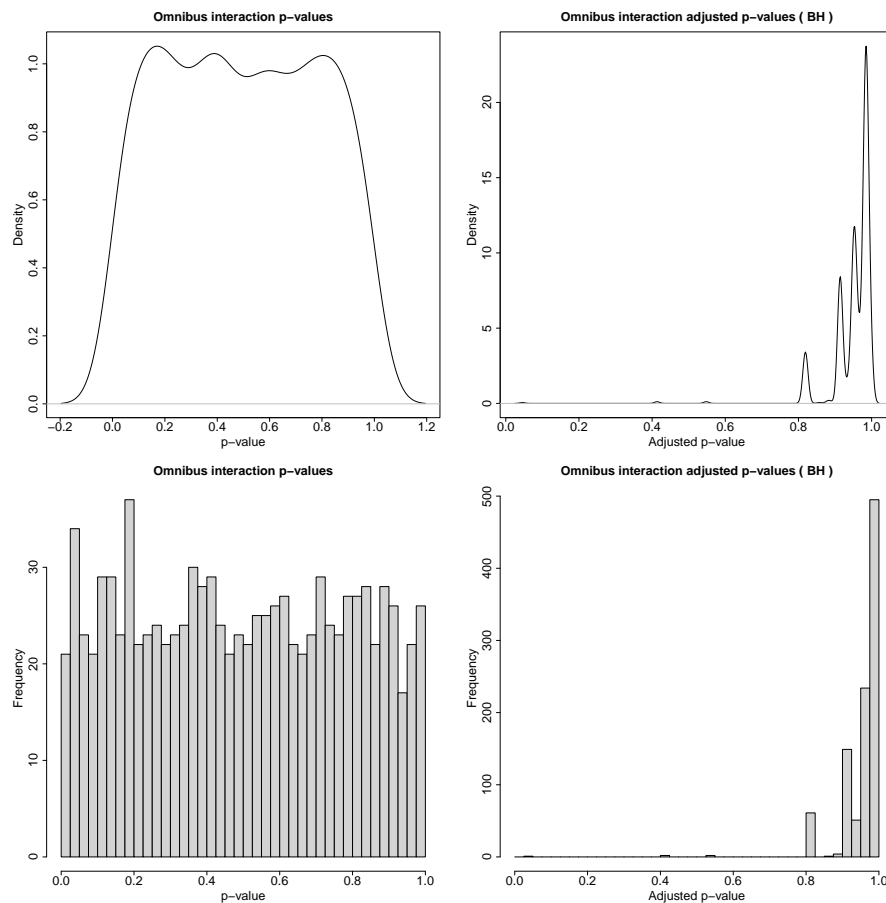 Omnibus interaction p−values
Density
0.0 0.2 0.4 0.6 0.8 1.0
−0.2 0.0 0.2 0.4 0.6 0.8 1.0 1.2
p−value
Omnibus interaction adjusted p−values ( BH )
Density
0 5 10 15 20
0.0 0.2 0.4 0.6 0.8 1.0
Adjusted p−value
Omnibus interaction p−values
Frequency
0 10 20 30
0.0 0.2 0.4 0.6 0.8 1.0
p−value
Omnibus interaction adjusted p−values ( BH )
Frequency
0 100 200 300 400 500
0.0 0.2 0.4 0.6 0.8 1.0
Adjusted p−value